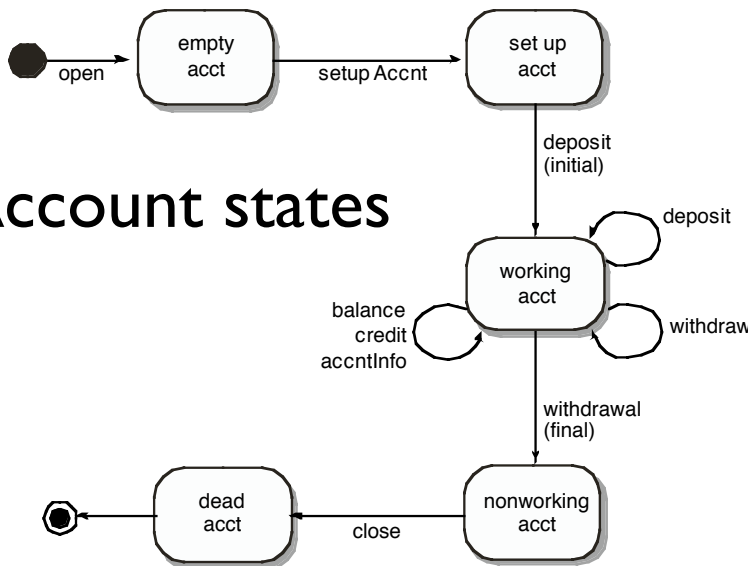 empty
acct
set up
acct
open
setup Accnt
deposit
(initial)
ccount states
deposit
working
acct
balance
credit
accntInfo
withdraw
withdrawal
(final)
dead
acct
nonworking
acct
close